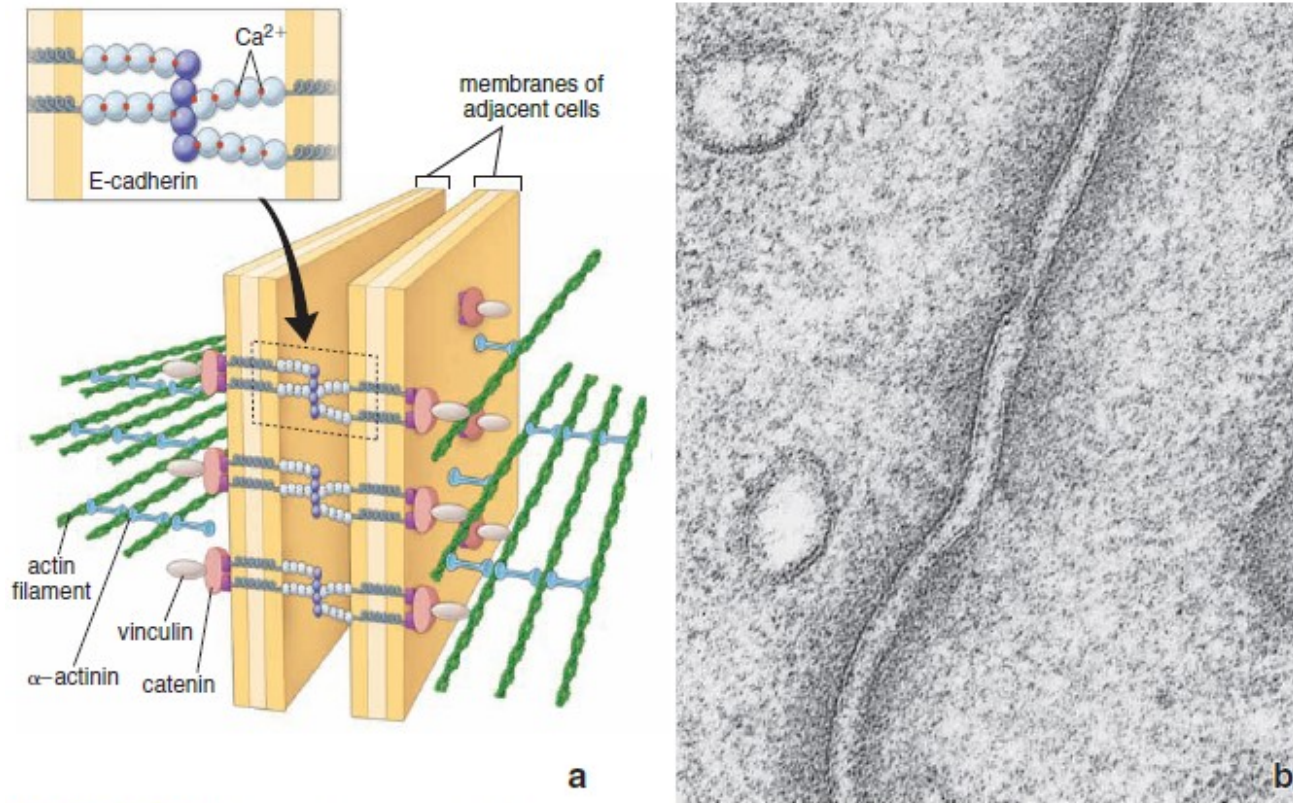 Ca2+
E-cadherin
membranes of
adjacent cells
actin
filament
vinculin
α-actinin
catenin
a
b